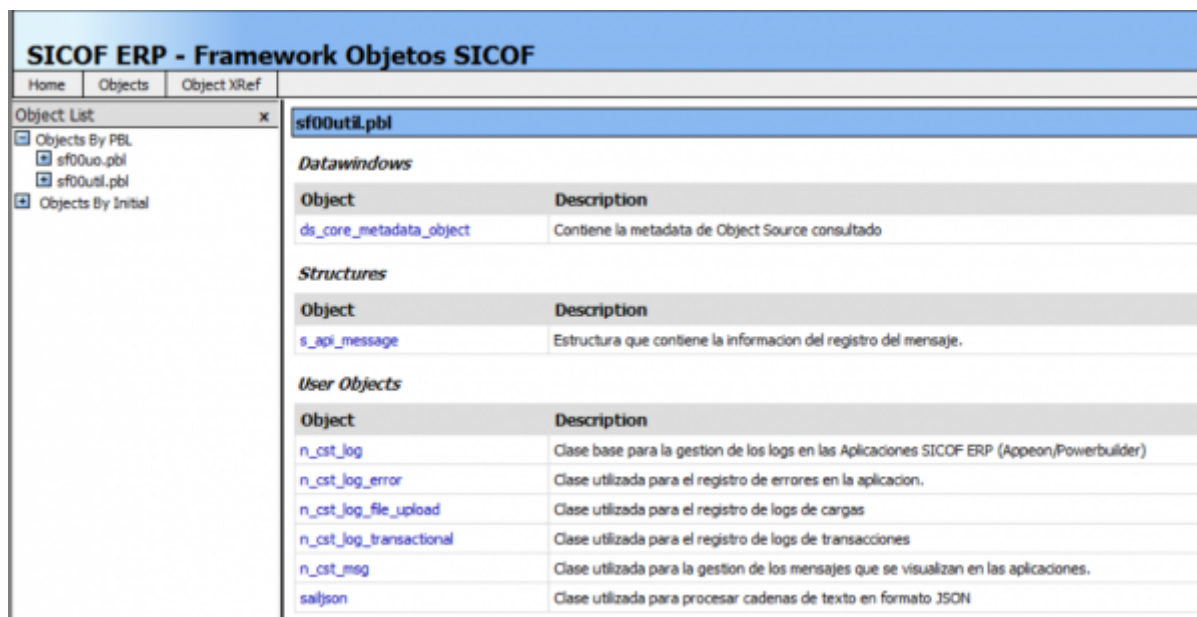 SICOF ERP - Framework Objetos SICOF
Home Objects Object XRef
Object List x
Objects By PBL
sf00uo.pbl
sf00util.pbl
Objects By Initial
sf00util.pbl
Datawindows
Object Description
ds_core_metadata_object Contiene la metadata de Object Source consultado
Structures
Object Description
s_api_message Estructura que contiene la informacion del registro del mensaje.
User Objects
Object Description
n_cst_log Clase base para la gestion de los logs en las Aplicaciones SICOF ERP (Appeon/Powerbuilder)
n_cst_log_error Clase utilizada para el registro de errores en la aplicacion.
n_cst_log_file_upload Clase utilizada para el registro de logs de cargas
n_cst_log_transactional Clase utilizada para el registro de logs de transacciones
n_cst_msg Clase utilizada para la gestion de los mensajes que se visualizan en las aplicaciones.
sailjson Clase utilizada para procesar cadenas de texto en formato JSON